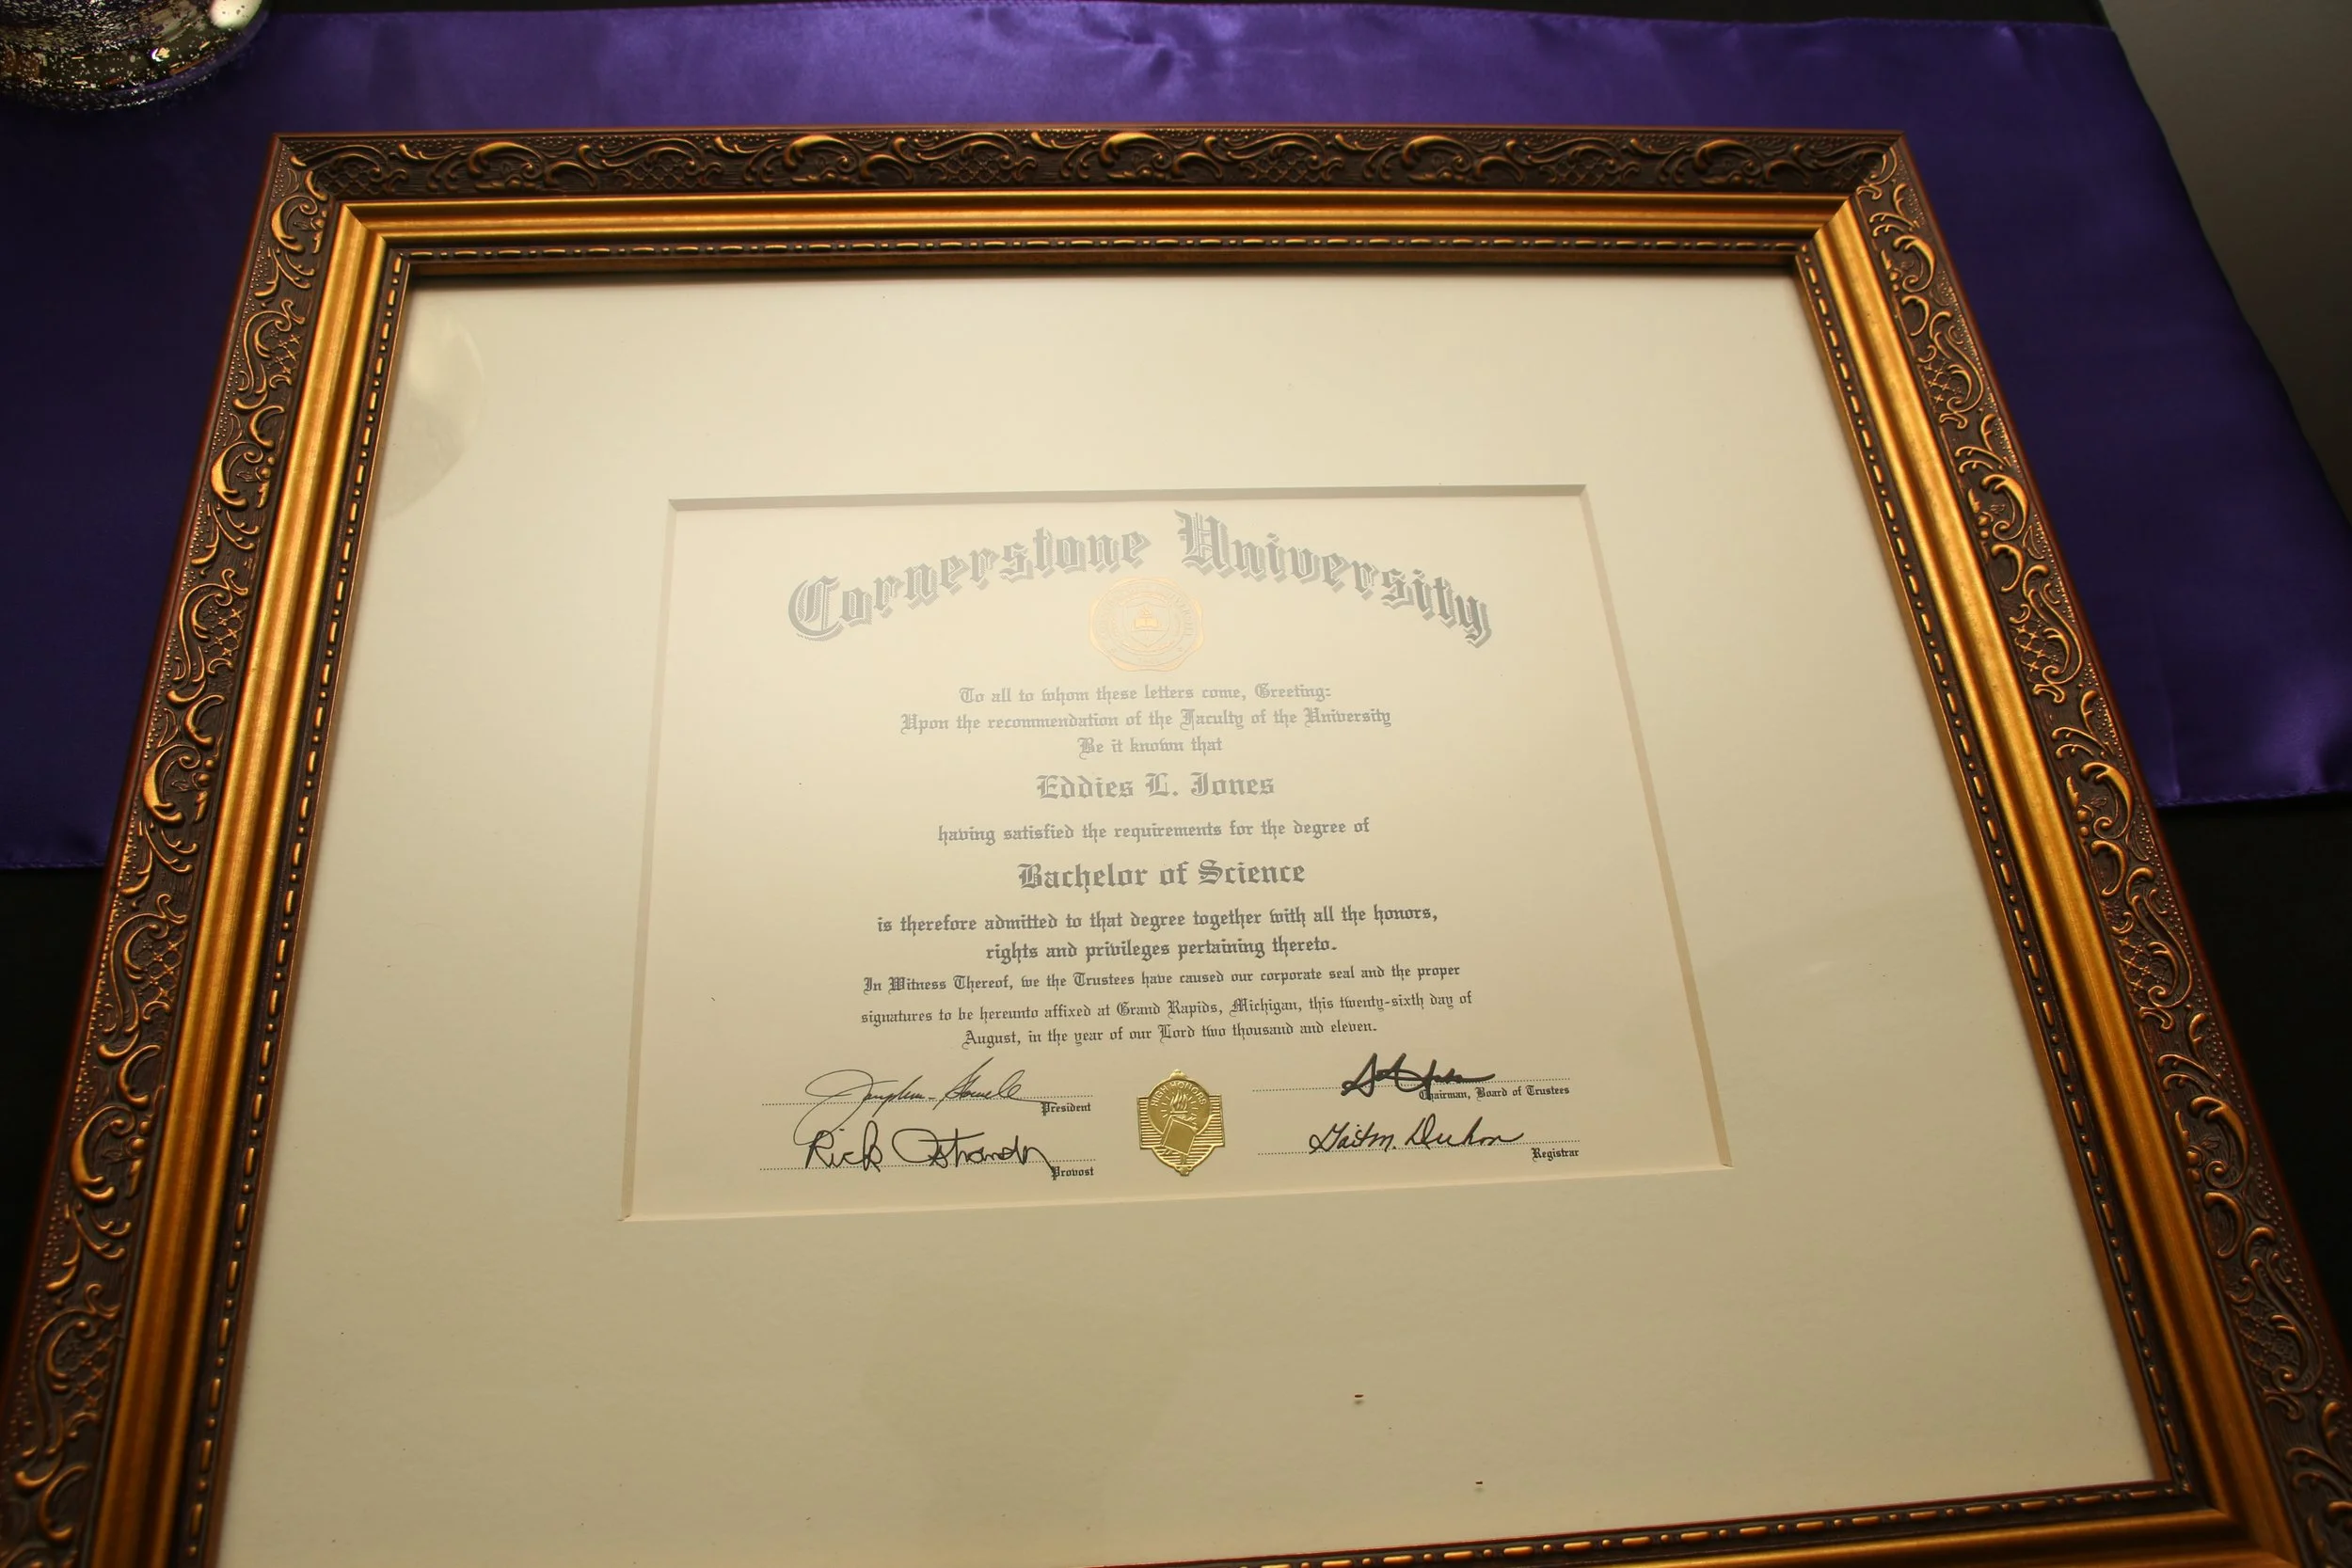 Cornerstone University
To all to whom these letters come, Greeting:
Upon the recommendation of the Faculty of the University
Be it known that
Eddies L. Jones
having satisfied the requirements for the degree of
Bachelor of Science
is therefore admitted to that degree together with all the honors,
rights and privileges pertaining thereto.
In Witness Thereof, we the Trustees have caused our corporate seal and the proper
signatures to be hereunto affixed at Grand Rapids, Michigan, this twenty-sixth day of
August, in the year of our Lord two thousand and eleven.
President
Chairman, Board of Trustees
HIGH HONORS
Rick
Provost
Registrar